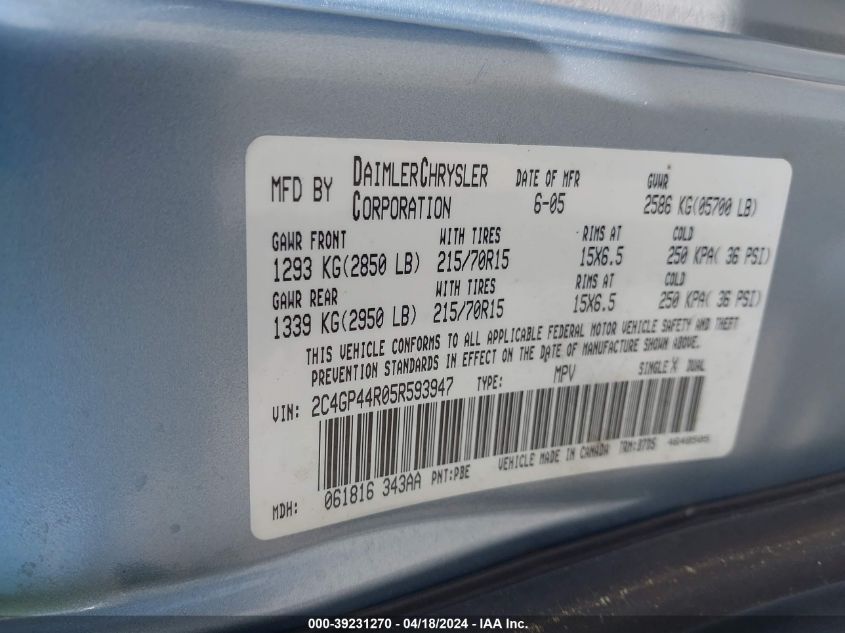 MFD BY DAIMLERCHRYSLER CORPORATION DATE OF MFR 6-05 GVWR 2586 KG(05700 LB)
GAWR FRONT WITH TIRES RIMS AT COLD
1293 KG(2850 LB) 215/70R15 15X6.5 250 KPA( 36 PSI)
GAWR REAR WITH TIRES RIMS AT COLD
1339 KG(2950 LB) 215/70R15 15X6.5 250 KPA( 36 PSI)
THIS VEHICLE CONFORMS TO ALL APPLICABLE FEDERAL MOTOR VEHICLE SAFETY AND THEFT
PREVENTION STANDARDS IN EFFECT ON THE DATE OF MANUFACTURE SHOWN ABOVE.
VIN: 2C4GP44R05R593947 TYPE: MPV SINGLE X DUAL
MDH: 061816 343AA PNT:PBE VEHICLE MADE IN CANADA TRM:B7D5 4648505
000-39231270 - 04/18/2024 - IAA Inc.